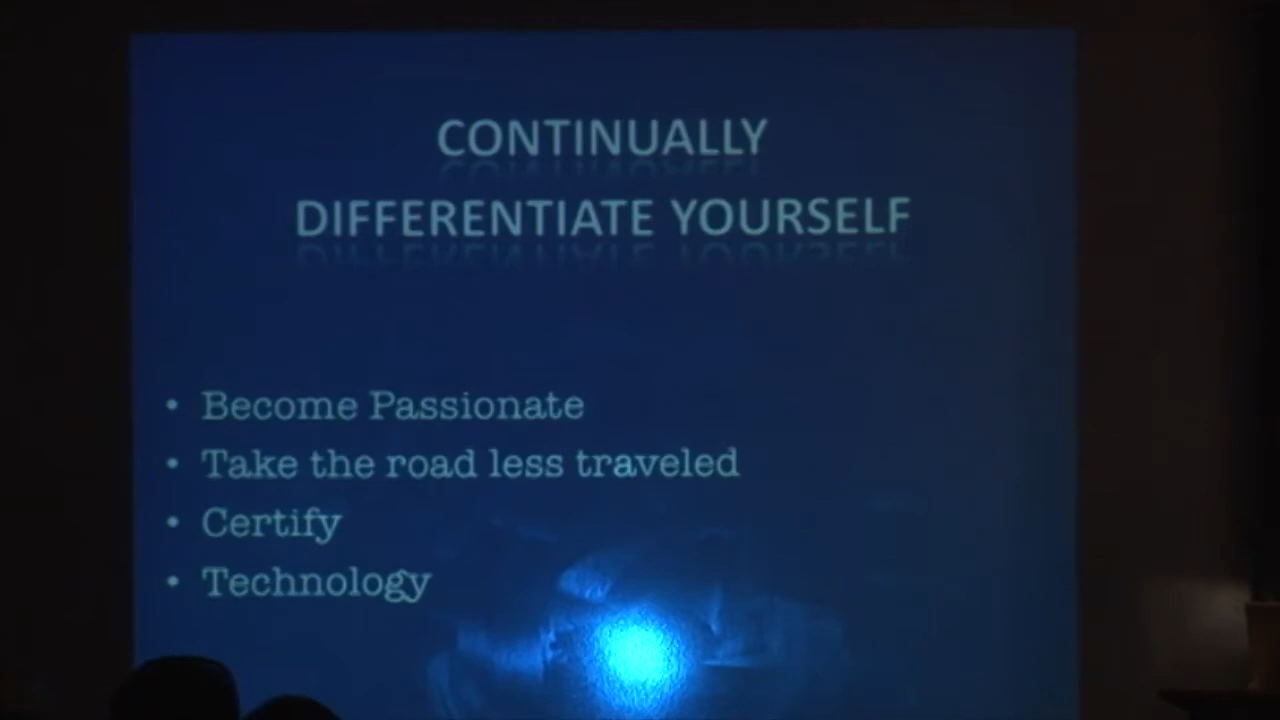 CONTINUALLY
DIFFERENTIATE YOURSELF
• Become Passionate
• Take the road less traveled
• Certify
• Technology